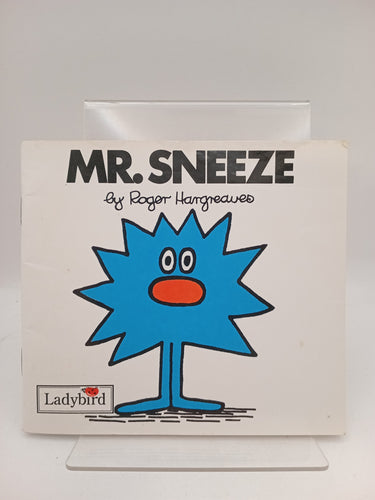 MR. SNEEZE
by Roger Hargreaves
Ladybird